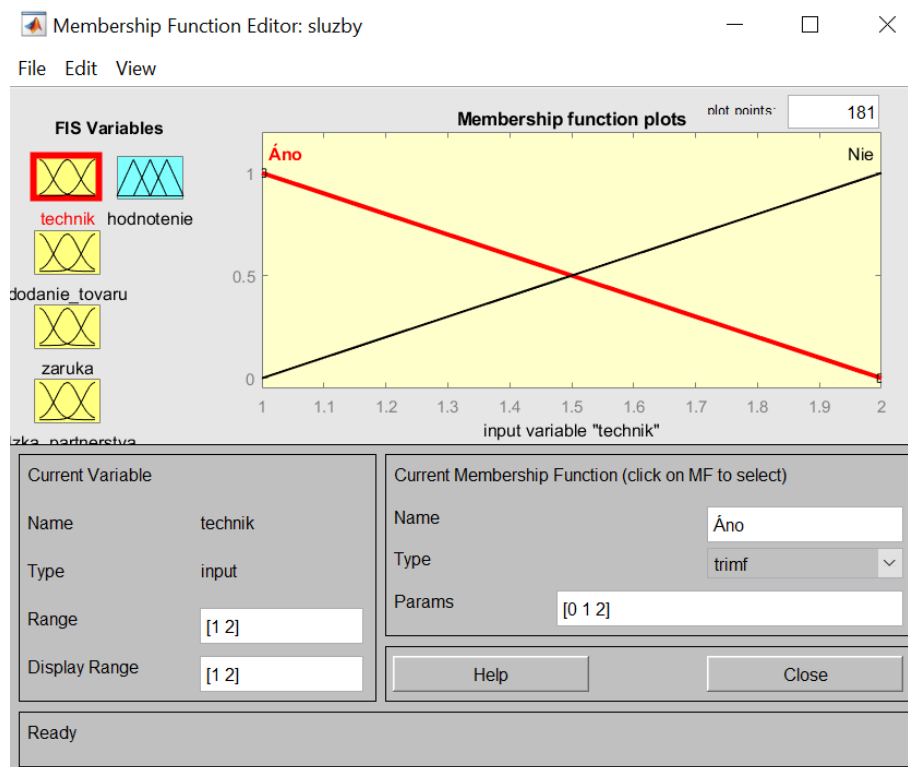 Membership Function Editor: sluzby
File Edit View
FIS Variables
Membership function plots
plot points:
181
technik
hodnotenie
dodanie_tovaru
zaruka
Áno
Nie
1
0.5
0
1 1.1 1.2 1.3 1.4 1.5 1.6 1.7 1.8 1.9 2
input variable "technik"
Current Variable
Name technik
Type input
Range [1 2]
Display Range [1 2]
Current Membership Function (click on MF to select)
Name Áno
Type trimf
Params [0 1 2]
Help Close
Ready